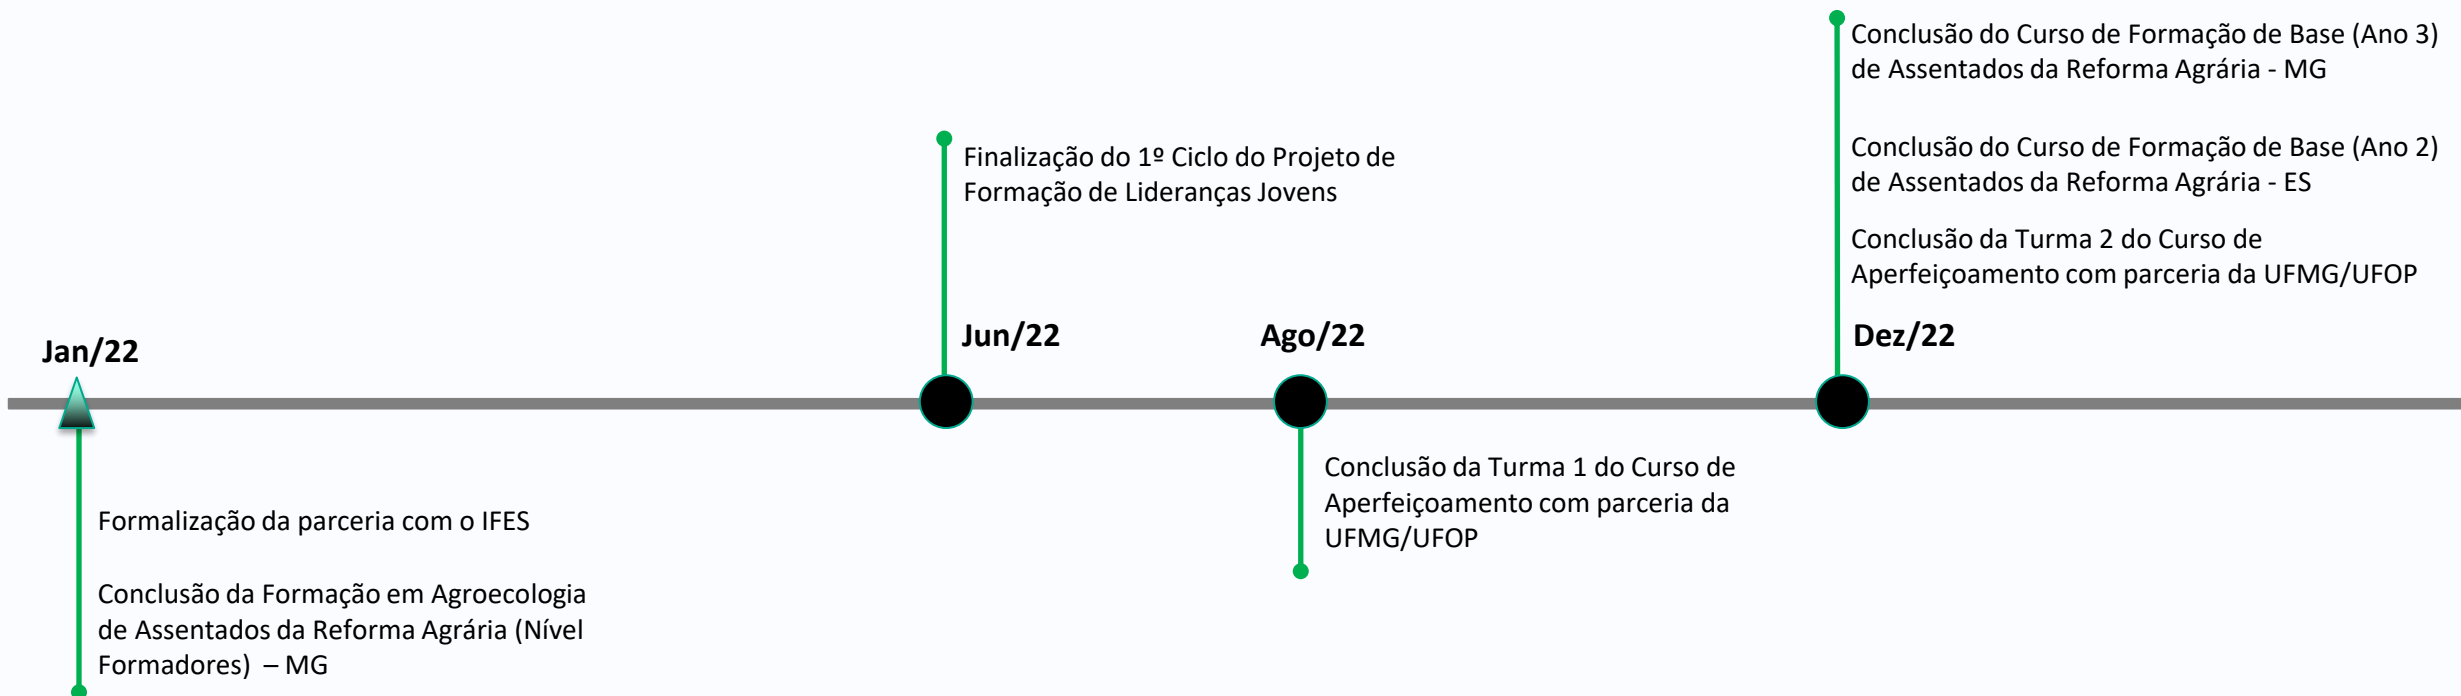 Jan/22
Formalização da parceria com o IFES
Conclusão da Formação em Agroecologia
de Assentados da Reforma Agrária (Nível
Formadores) – MG
Finalização do 1º Ciclo do Projeto de
Formação de Lideranças Jovens
Jun/22
Ago/22
Conclusão da Turma 1 do Curso de
Aperfeiçoamento com parceria da
UFMG/UFOP
Conclusão do Curso de Formação de Base (Ano 3)
de Assentados da Reforma Agrária - MG
Conclusão do Curso de Formação de Base (Ano 2)
de Assentados da Reforma Agrária - ES
Conclusão da Turma 2 do Curso de
Aperfeiçoamento com parceria da UFMG/UFOP
Dez/22